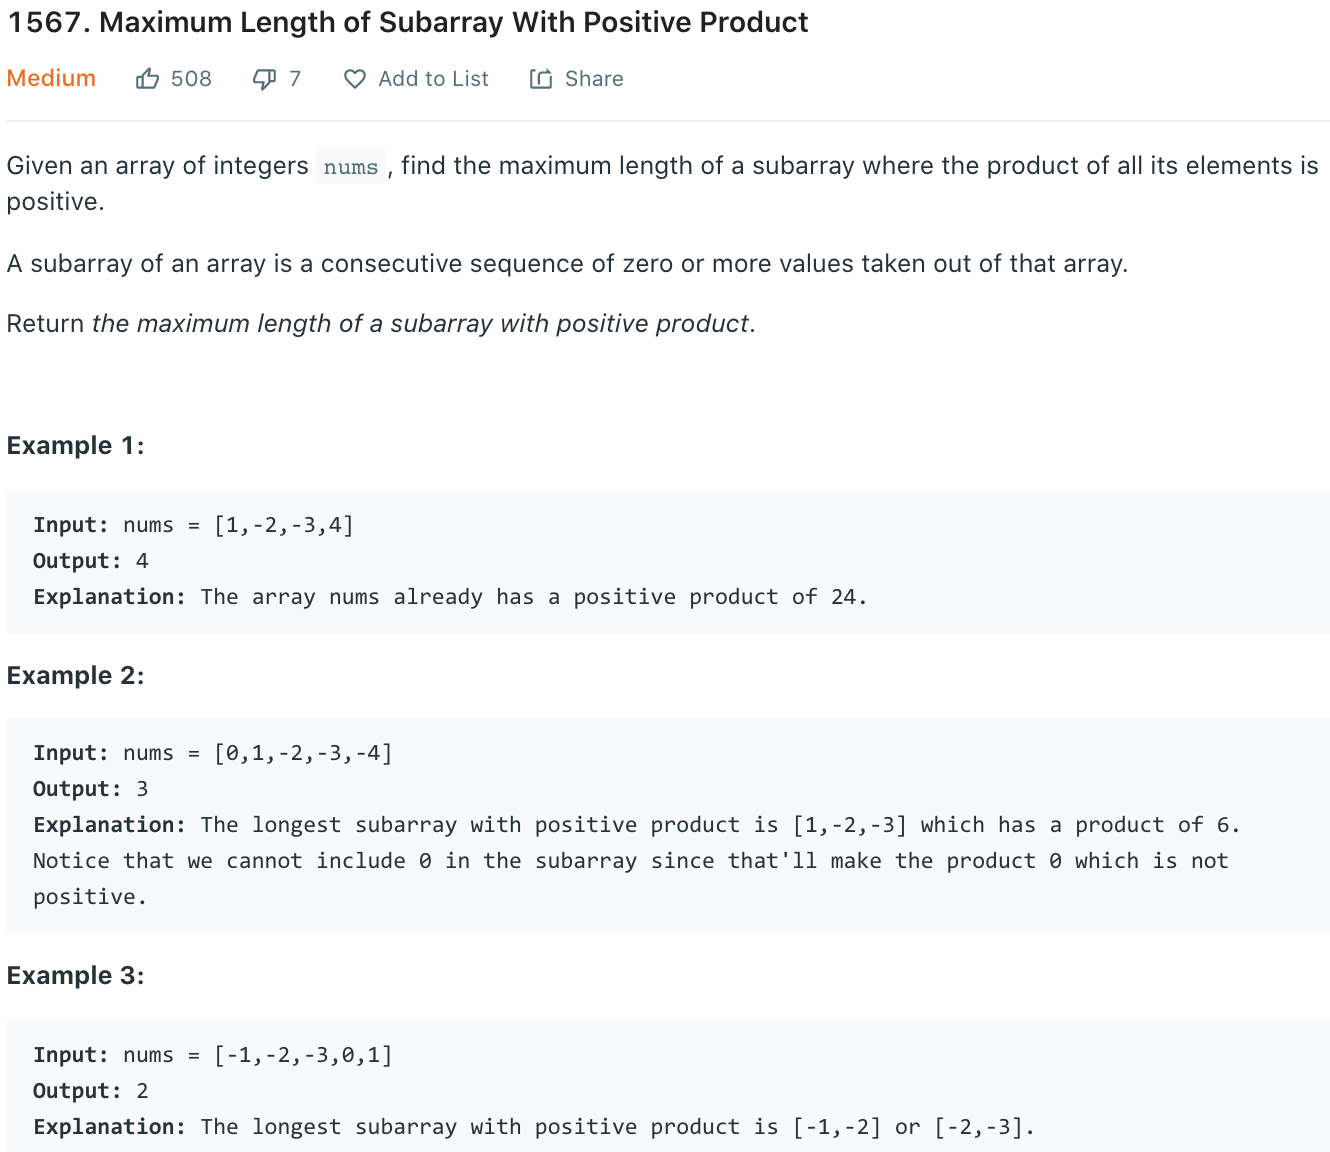 1567. Maximum Length of Subarray With Positive Product
Medium 508 7 Add to List Share
Given an array of integers nums , find the maximum length of a subarray where the product of all its elements is
positive.
A subarray of an array is a consecutive sequence of zero or more values taken out of that array.
Return the maximum length of a subarray with positive product.
Example 1:
Input: nums = [1,-2,-3,4]
Output: 4
Explanation: The array nums already has a positive product of 24.
Example 2:
Input: nums = [0,1,-2,-3,-4]
Output: 3
Explanation: The longest subarray with positive product is [1,-2,-3] which has a product of 6.
Notice that we cannot include 0 in the subarray since that'll make the product 0 which is not
positive.
Example 3:
Input: nums = [-1,-2,-3,0,1]
Output: 2
Explanation: The longest subarray with positive product is [-1,-2] or [-2,-3].